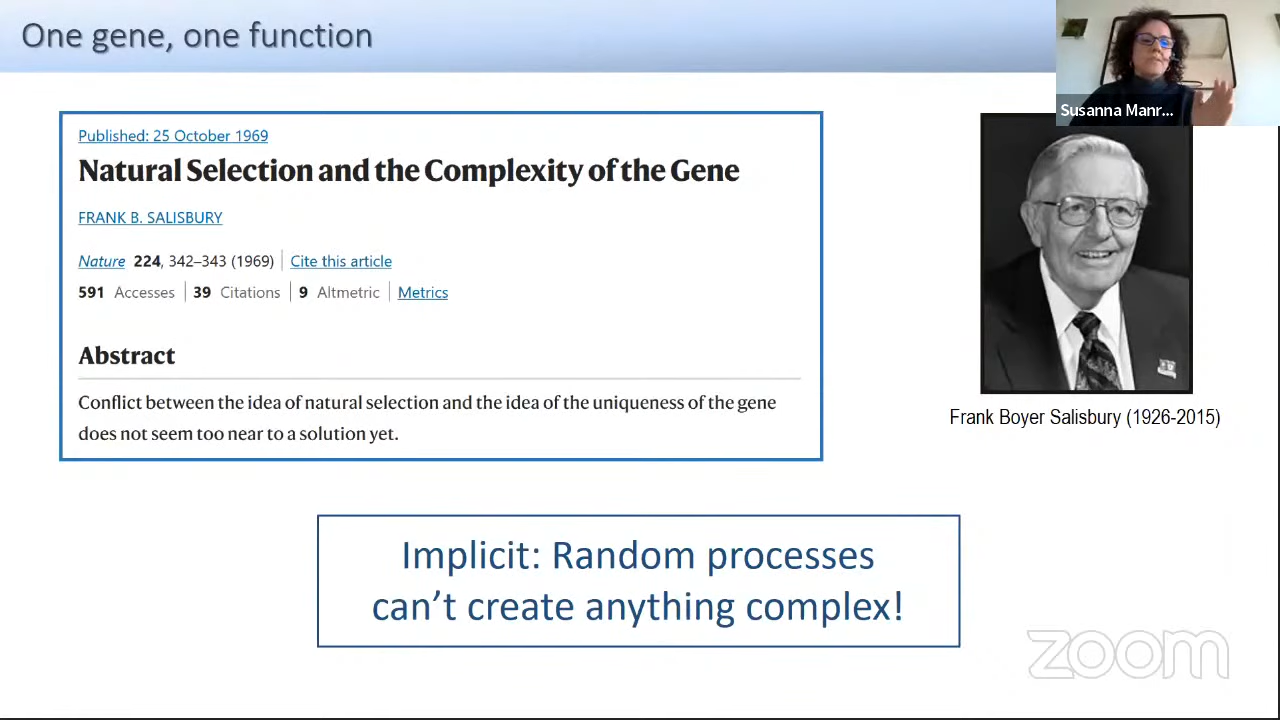 One gene, one function
Susanna Manr...
Published: 25 October 1969
Natural Selection and the Complexity of the Gene
FRANK B. SALISBURY
Nature 224, 342–343 (1969) Cite this article
591 Accesses 39 Citations 9 Altmetric Metrics
Abstract
Conflict between the idea of natural selection and the idea of the uniqueness of the gene
does not seem too near to a solution yet.
Frank Boyer Salisbury (1926-2015)
Implicit: Random processes
can’t create anything complex!
zoom